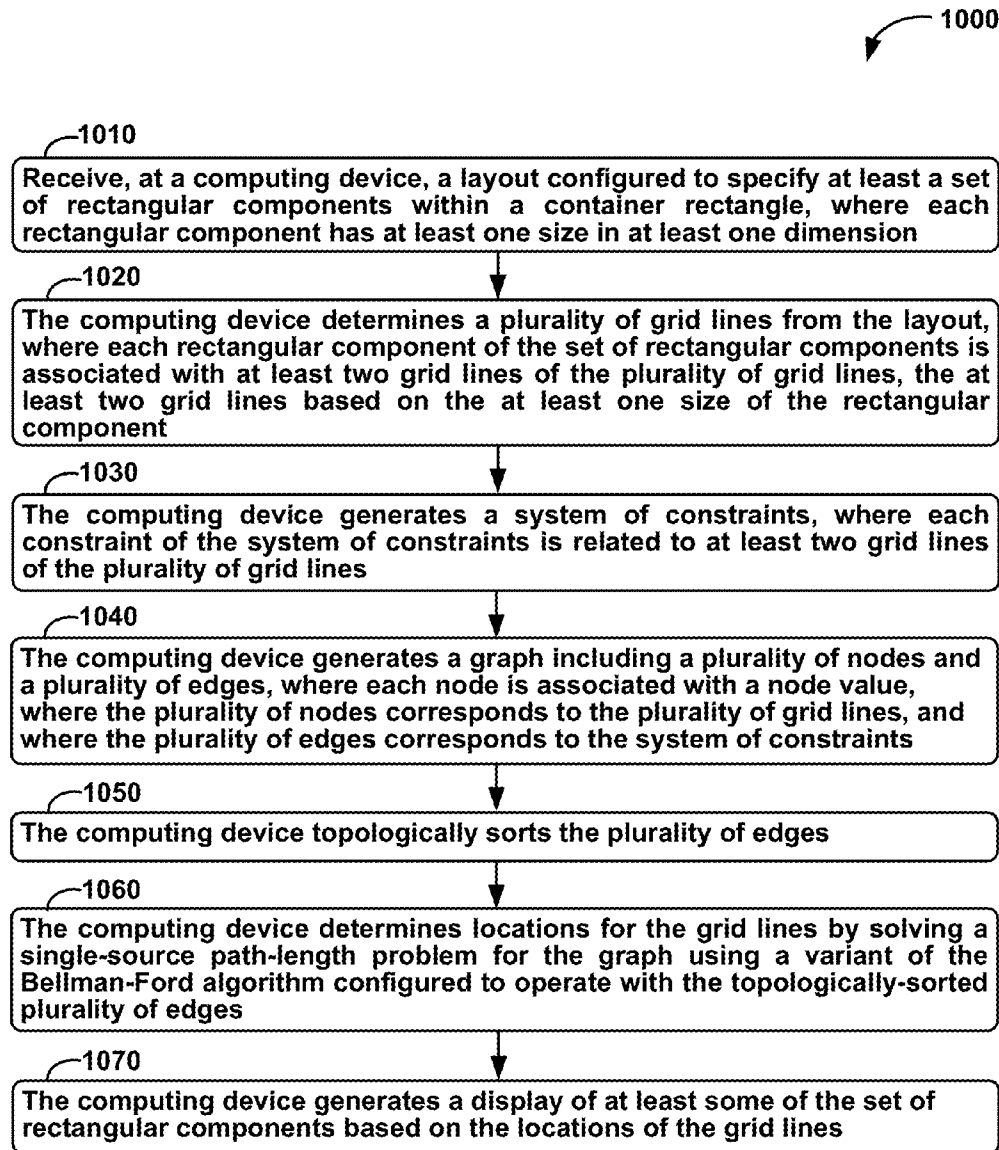 1000
1010
Receive, at a computing device, a layout configured to specify at least a set
of rectangular components within a container rectangle, where each
rectangular component has at least one size in at least one dimension
1020
The computing device determines a plurality of grid lines from the layout,
where each rectangular component of the set of rectangular components is
associated with at least two grid lines of the plurality of grid lines, the at
least two grid lines based on the at least one size of the rectangular
component
1030
The computing device generates a system of constraints, where each
constraint of the system of constraints is related to at least two grid lines
of the plurality of grid lines
1040
The computing device generates a graph including a plurality of nodes and
a plurality of edges, where each node is associated with a node value,
where the plurality of nodes corresponds to the plurality of grid lines, and
where the plurality of edges corresponds to the system of constraints
1050
The computing device topologically sorts the plurality of edges
1060
The computing device determines locations for the grid lines by solving a
single-source path-length problem for the graph using a variant of the
Bellman-Ford algorithm configured to operate with the topologically-sorted
plurality of edges
1070
The computing device generates a display of at least some of the set of
rectangular components based on the locations of the grid lines